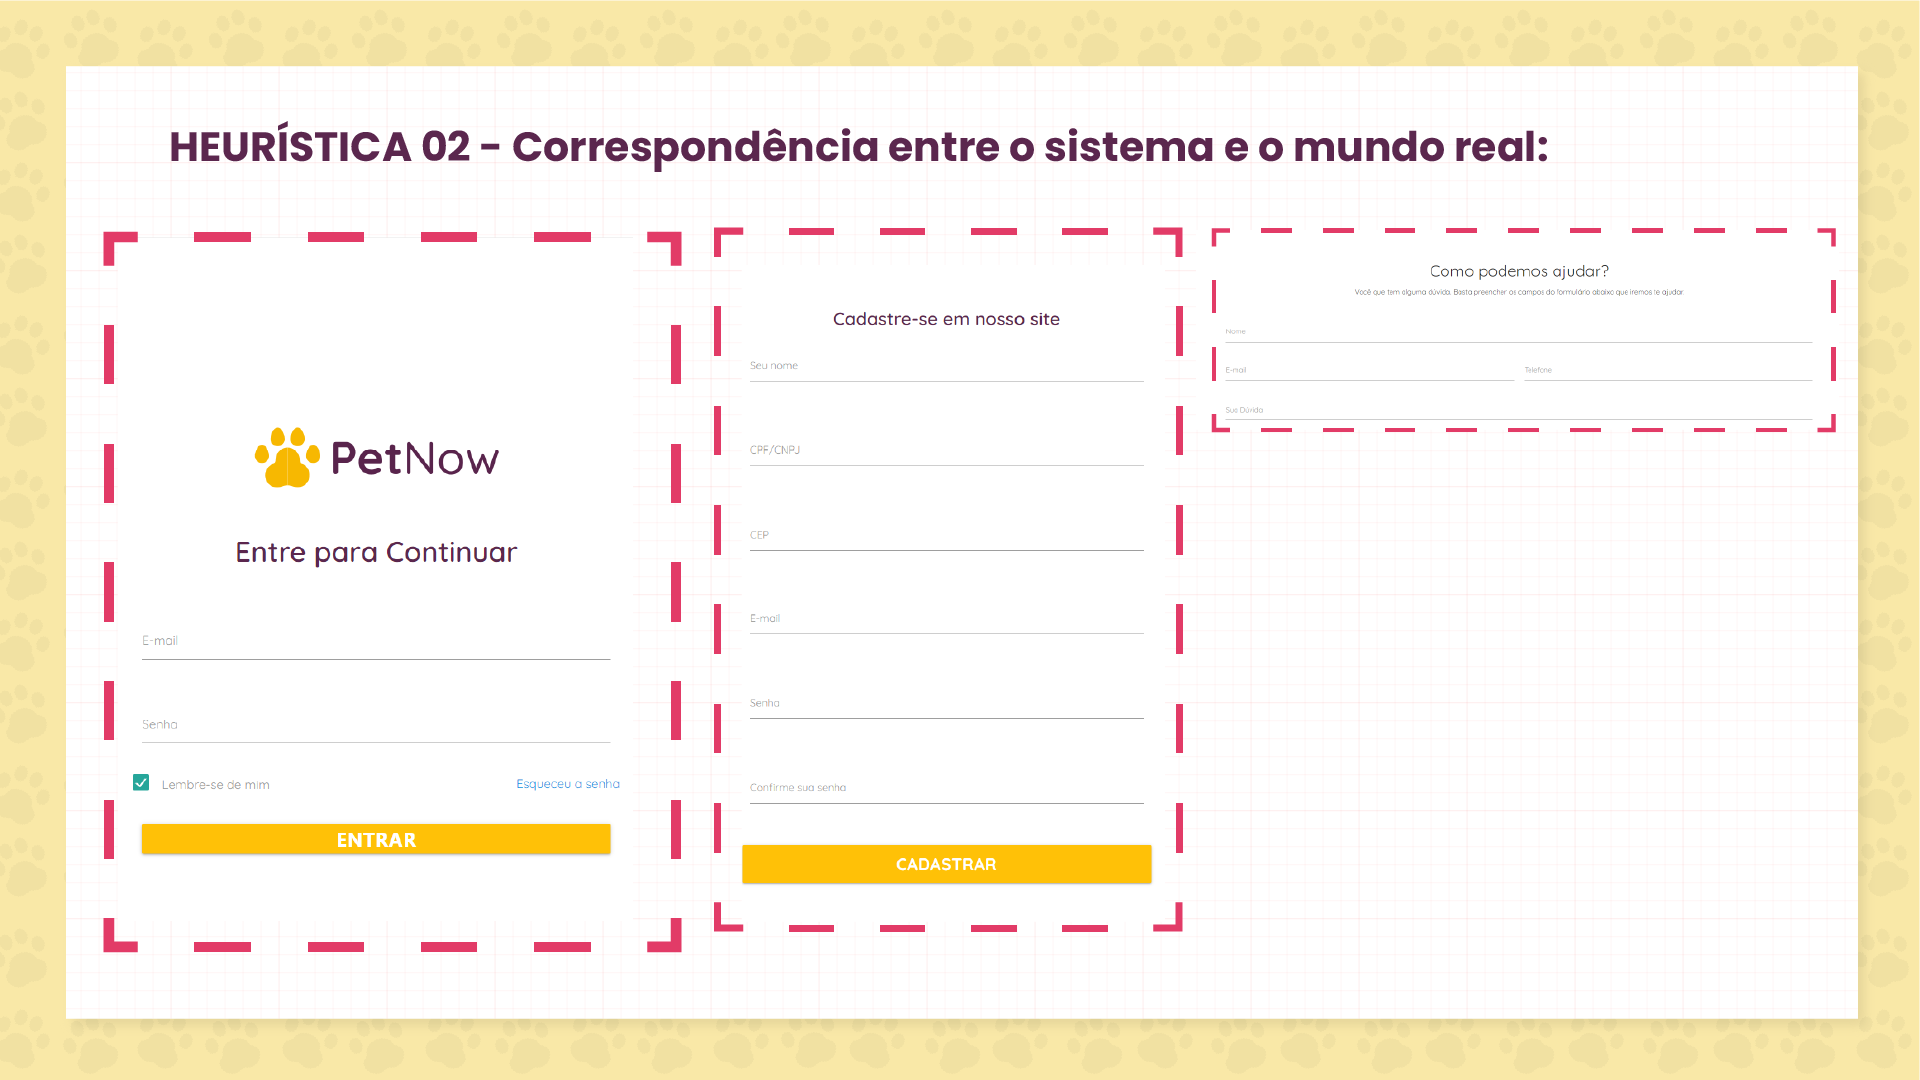 HEURÍSTICA 02 - Correspondência entre o sistema e o mundo real:
PetNow
Entre para Continuar
E-mail
Senha
Lembre-se de mim
Esqueceu a senha
ENTRAR
Cadastre-se em nosso site
Seu nome
CPF/CNPJ
CEP
E-mail
Senha
Confirme sua senha
CADASTRAR
Como podemos ajudar?
Você que tem alguma dúvida. Basta preencher os campos do formulário abaixo que iremos te ajudar
Nome
E-mail
Telefone
Sua Dúvida